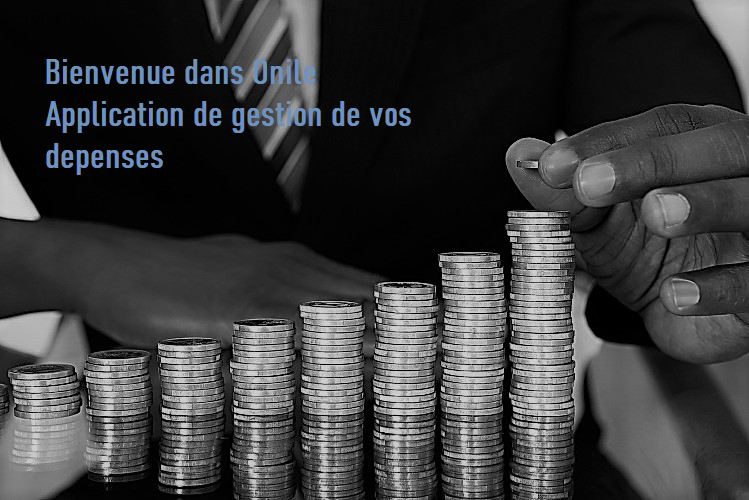 Bienvenue dans Onile
Application de gestion de vos
depenses